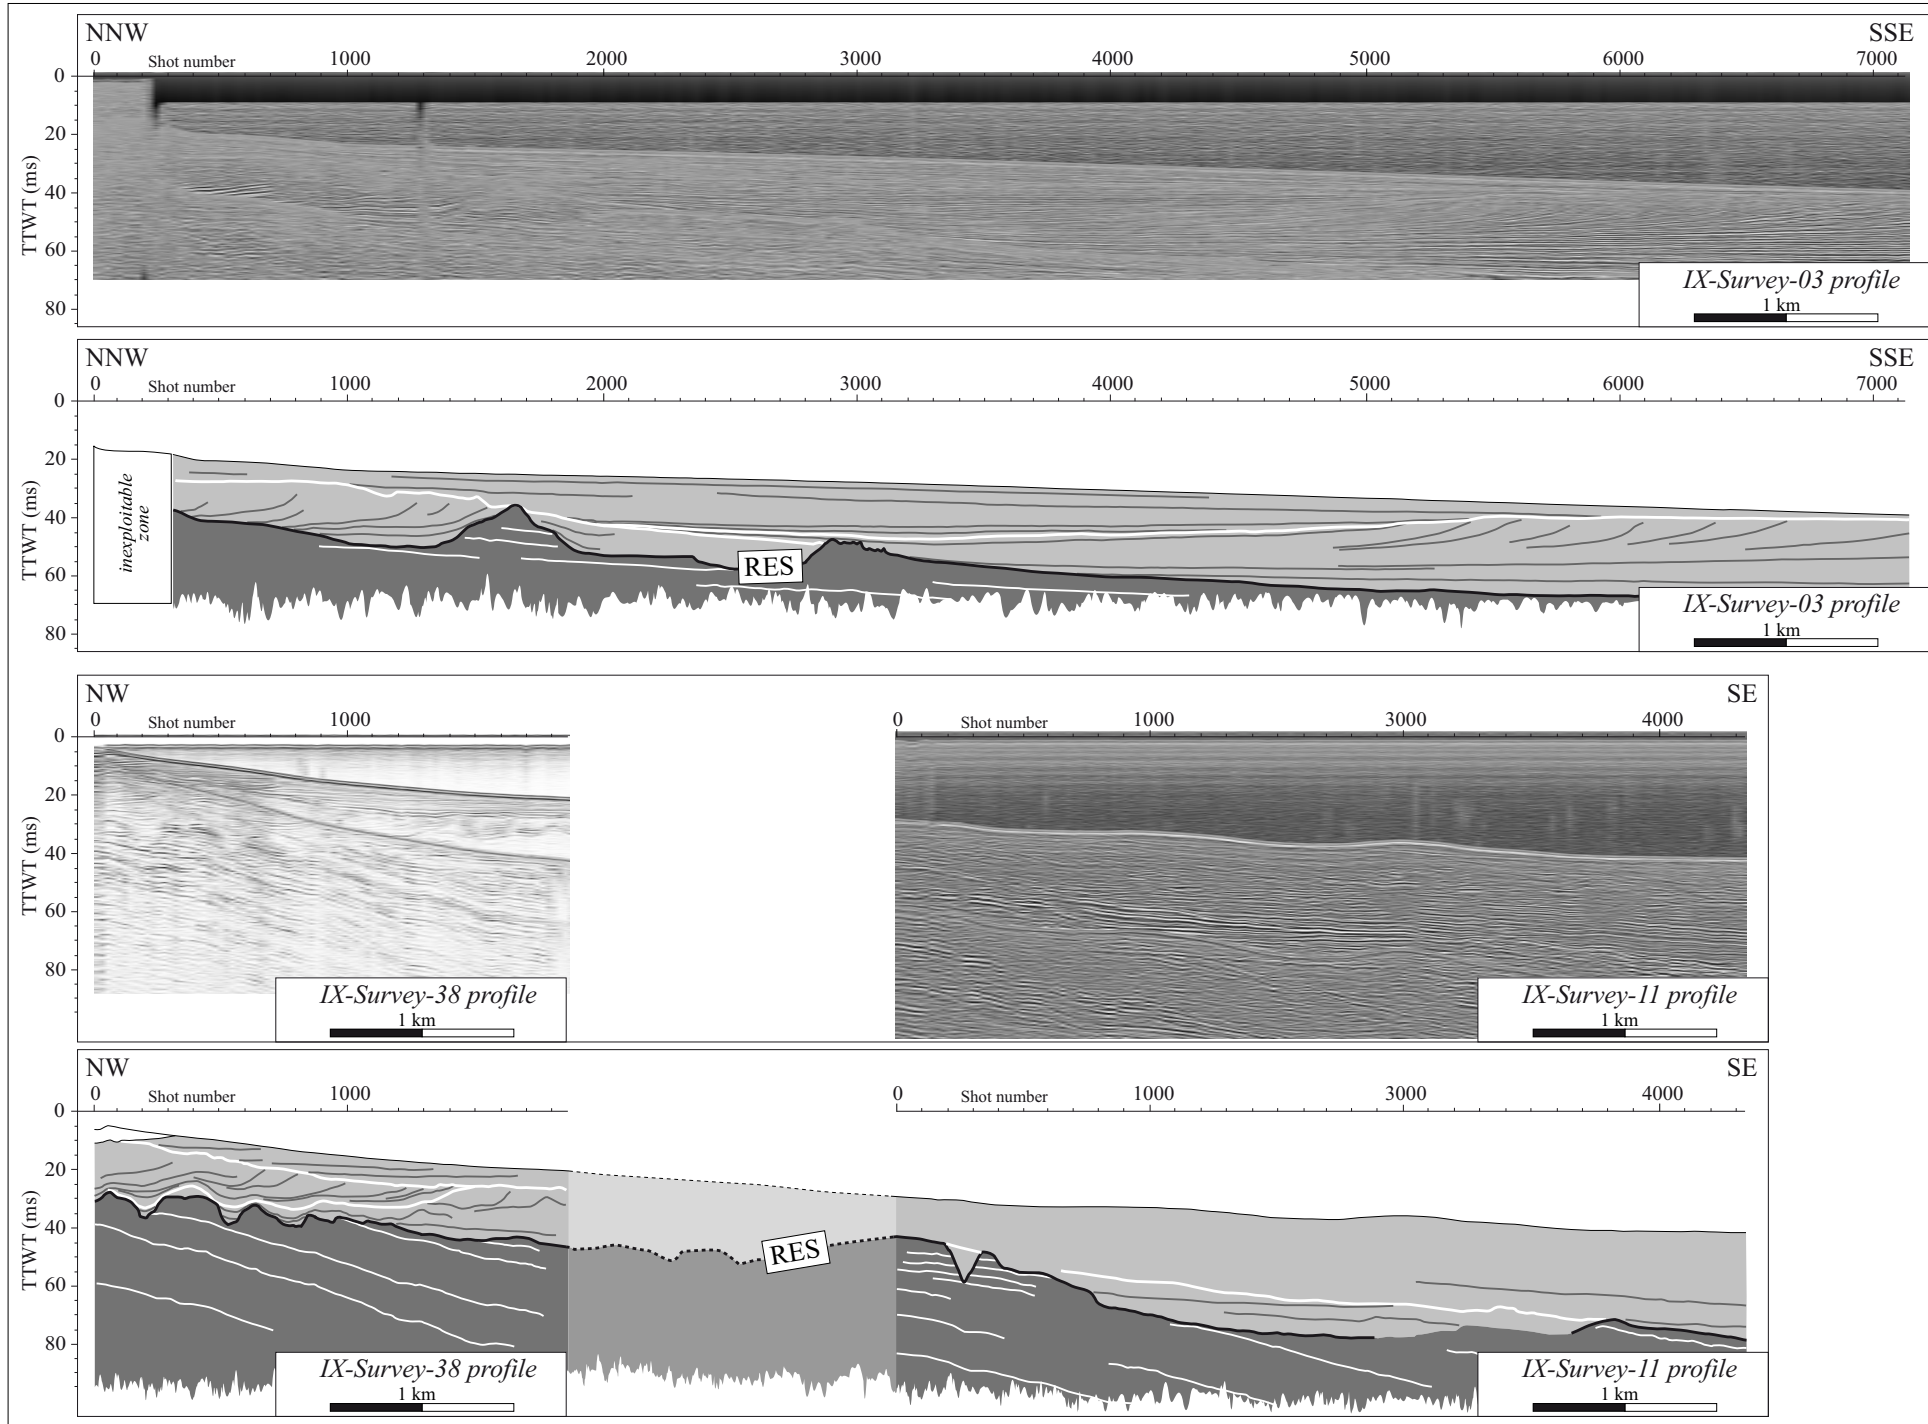 NNW SSE
0 Shot number 1000 2000 3000 4000 5000 6000 7000
0
20
40
60
80
TTWT (ms)
IX-Survey-03 profile
1 km
NNW SSE
0 Shot number 1000 2000 3000 4000 5000 6000 7000
0
20
40
60
80
TTWT (ms)
inexploitable
zone
RES
IX-Survey-03 profile
1 km
NW SE
0 Shot number 1000 0 Shot number 1000 3000 4000
0
20
40
60
80
TTWT (ms)
IX-Survey-38 profile
1 km
IX-Survey-11 profile
1 km
NW SE
0 Shot number 1000 0 Shot number 1000 3000 4000
0
20
40
60
80
TTWT (ms)
RES
IX-Survey-38 profile
1 km
IX-Survey-11 profile
1 km